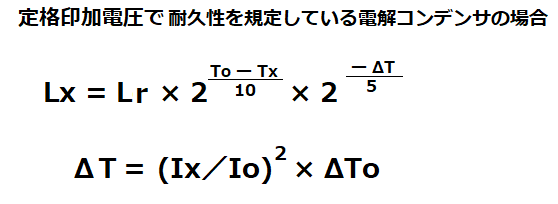 定格印加電圧で 耐久性を規定している電解コンデンサの場合
Lx = Lr × 2^((To－Tx)/10) × 2^(－ΔT/5)
ΔT = (Ix／Io)^2 × ΔTo